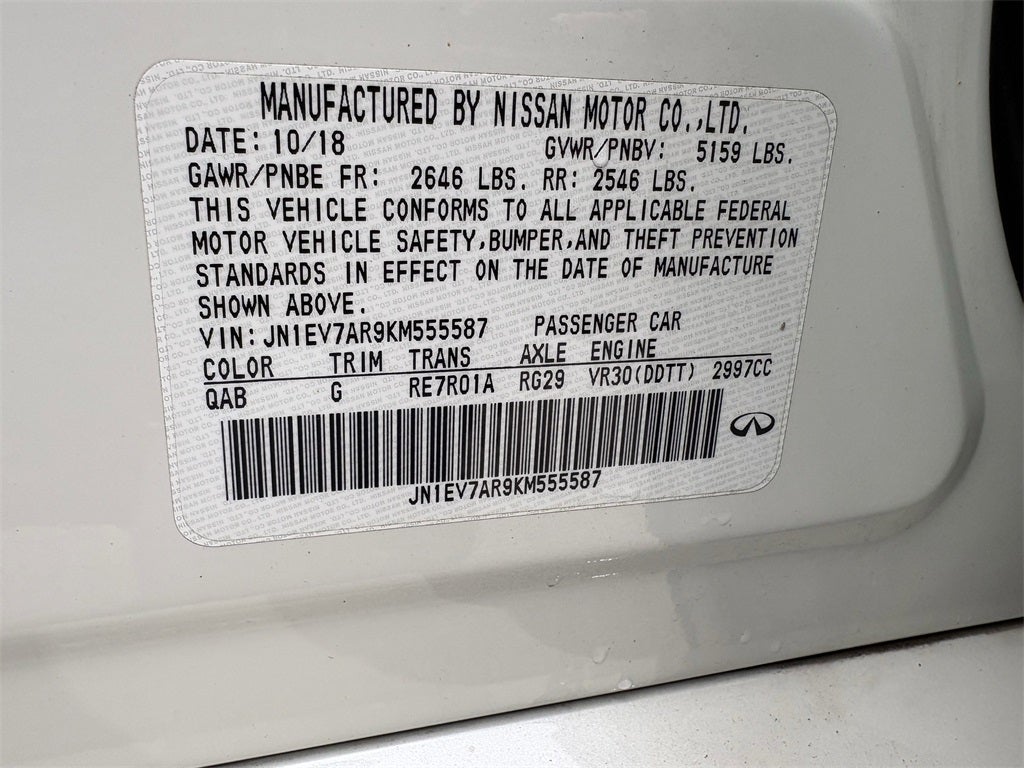 MANUFACTURED BY NISSAN MOTOR CO.,LTD.
DATE: 10/18 GVWR/PNBV: 5159 LBS.
GAWR/PNBE FR: 2646 LBS. RR: 2546 LBS.
THIS VEHICLE CONFORMS TO ALL APPLICABLE FEDERAL
MOTOR VEHICLE SAFETY,BUMPER,AND THEFT PREVENTION
STANDARDS IN EFFECT ON THE DATE OF MANUFACTURE
SHOWN ABOVE.
VIN:JN1EV7AR9KM555587 PASSENGER CAR
COLOR TRIM TRANS AXLE ENGINE
QAB G RE7R01A RG29 VR30(DDTT) 2997CC
JN1EV7AR9KM555587